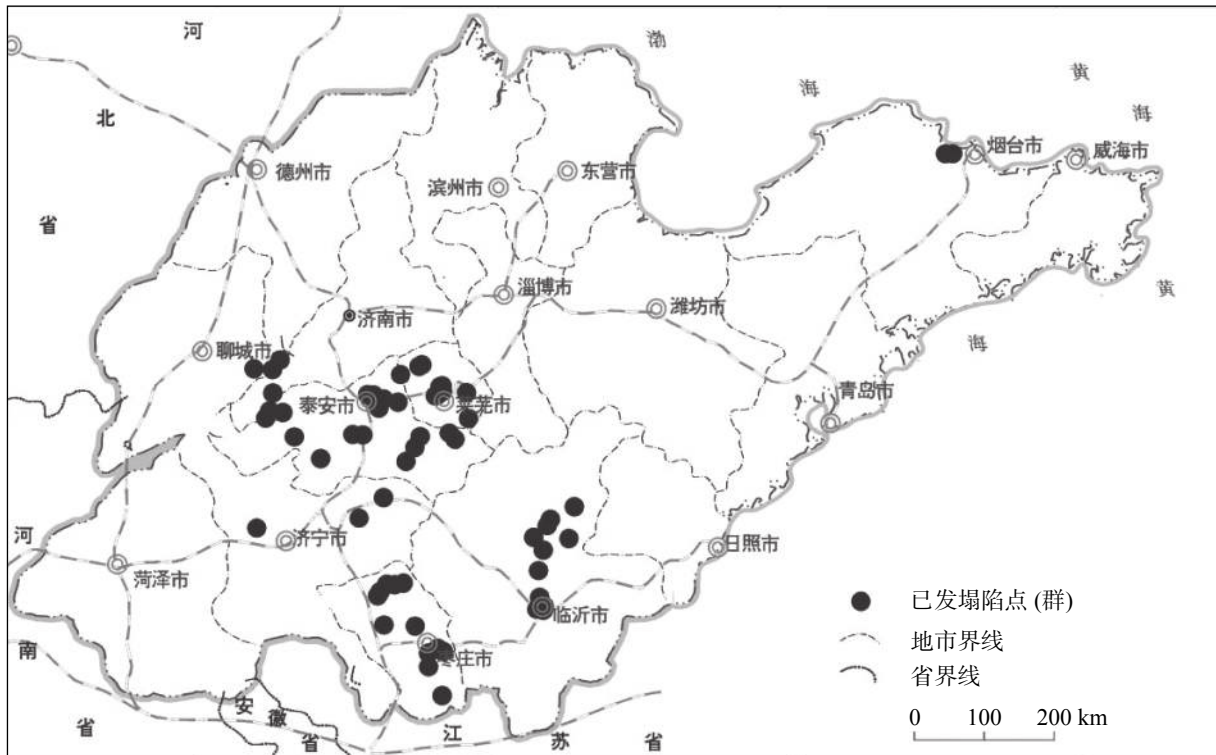 河
北
省
渤
海
黄
海
烟台市
威海市
德州市
滨州市
东营市
淄博市
潍坊市
黄
海
济南市
聊城市
泰安市
莱芜市
青岛市
河
南
省
济宁市
菏泽市
日照市
临沂市
枣庄市
安
徽
省
江
苏
省
已发塌陷点 (群)
地市界线
省界线
0 100 200 km